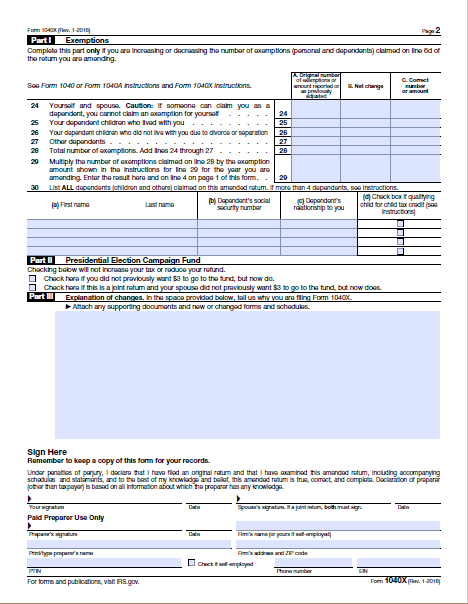 Form 1040X (Rev. 1-2016) Page 2
Part I Exemptions
Complete this part only if you are increasing or decreasing the number of exemptions (personal and dependents) claimed on line 6d of
the return you are amending.
See Form 1040 or Form 1040A instructions and Form 1040X instructions.
A. Original number
of exemptions or
amount reported or
as previously
adjusted
B. Net change
C. Correct
number
or amount
24 Yourself and spouse. Caution: If someone can claim you as a
dependent, you cannot claim an exemption for yourself . . . . . 24
25 Your dependent children who lived with you . . . . . . . . 25
26 Your dependent children who did not live with you due to divorce or separation 26
27 Other dependents . . . . . . . . . . . . . . 27
28 Total number of exemptions. Add lines 24 through 27 . . . . . . 28
29 Multiply the number of exemptions claimed on line 28 by the exemption
amount shown in the instructions for line 29 for the year you are
amending. Enter the result here and on line 4 on page 1 of this form . . 29
30 List ALL dependents (children and others) claimed on this amended return. If more than 4 dependents, see instructions.
(a) First name Last name
(b) Dependent's social
security number
(c) Dependent's
relationship to you
(d) Check box if qualifying
child for child tax credit (see
instructions)
Part II Presidential Election Campaign Fund
Checking below will not increase your tax or reduce your refund.
Check here if you did not previously want $3 to go to the fund, but now do.
Check here if this is a joint return and your spouse did not previously want $3 to go to the fund, but now does.
Part III Explanation of changes. In the space provided below, tell us why you are filing Form 1040X.
▶ Attach any supporting documents and new or changed forms and schedules.
Sign Here
Remember to keep a copy of this form for your records.
Under penalties of perjury, I declare that I have filed an original return and that I have examined this amended return, including accompanying
schedules and statements, and to the best of my knowledge and belief, this amended return is true, correct, and complete. Declaration of preparer
(other than taxpayer) is based on all information about which the preparer has any knowledge.
Your signature Date Spouse's signature. If a joint return, both must sign. Date
Paid Preparer Use Only
Preparer's signature Date Firm's name (or yours if self-employed)
Print/type preparer's name Firm's address and ZIP code
Check if self-employed
PTIN Phone number EIN
For forms and publications, visit IRS.gov. Form 1040X (Rev. 1-2016)